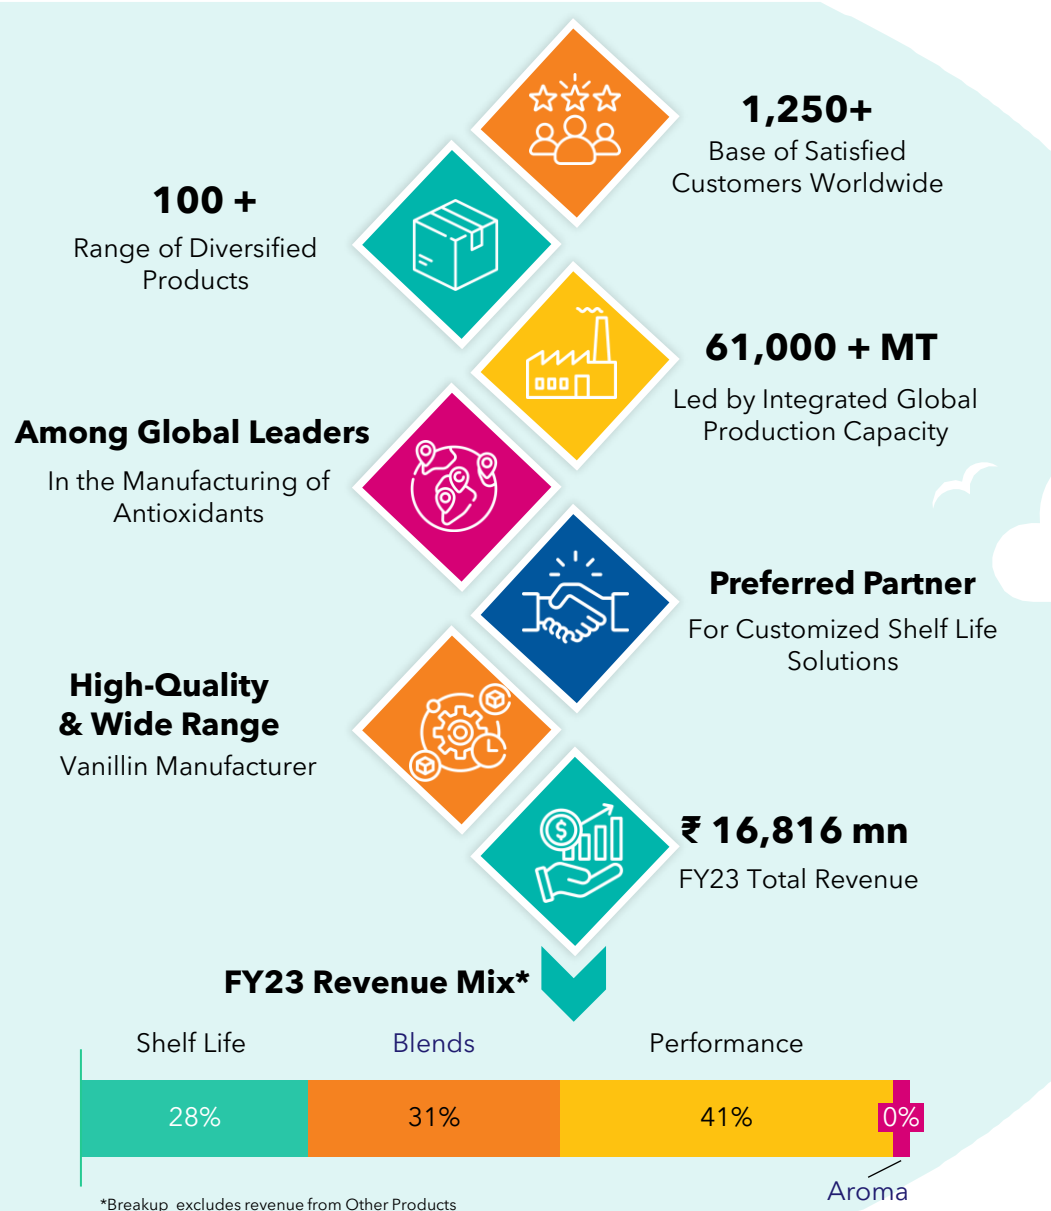 1,250+
Base of Satisfied
Customers Worldwide
100 +
Range of Diversified
Products
61,000 + MT
Led by Integrated Global
Production Capacity
Among Global Leaders
In the Manufacturing of
Antioxidants
Preferred Partner
For Customized Shelf Life
Solutions
High-Quality
& Wide Range
Vanillin Manufacturer
₹ 16,816 mn
FY23 Total Revenue
FY23 Revenue Mix*
Shelf Life
Blends
Performance
28%
31%
41%
0%
Aroma
*Breakup excludes revenue from Other Products